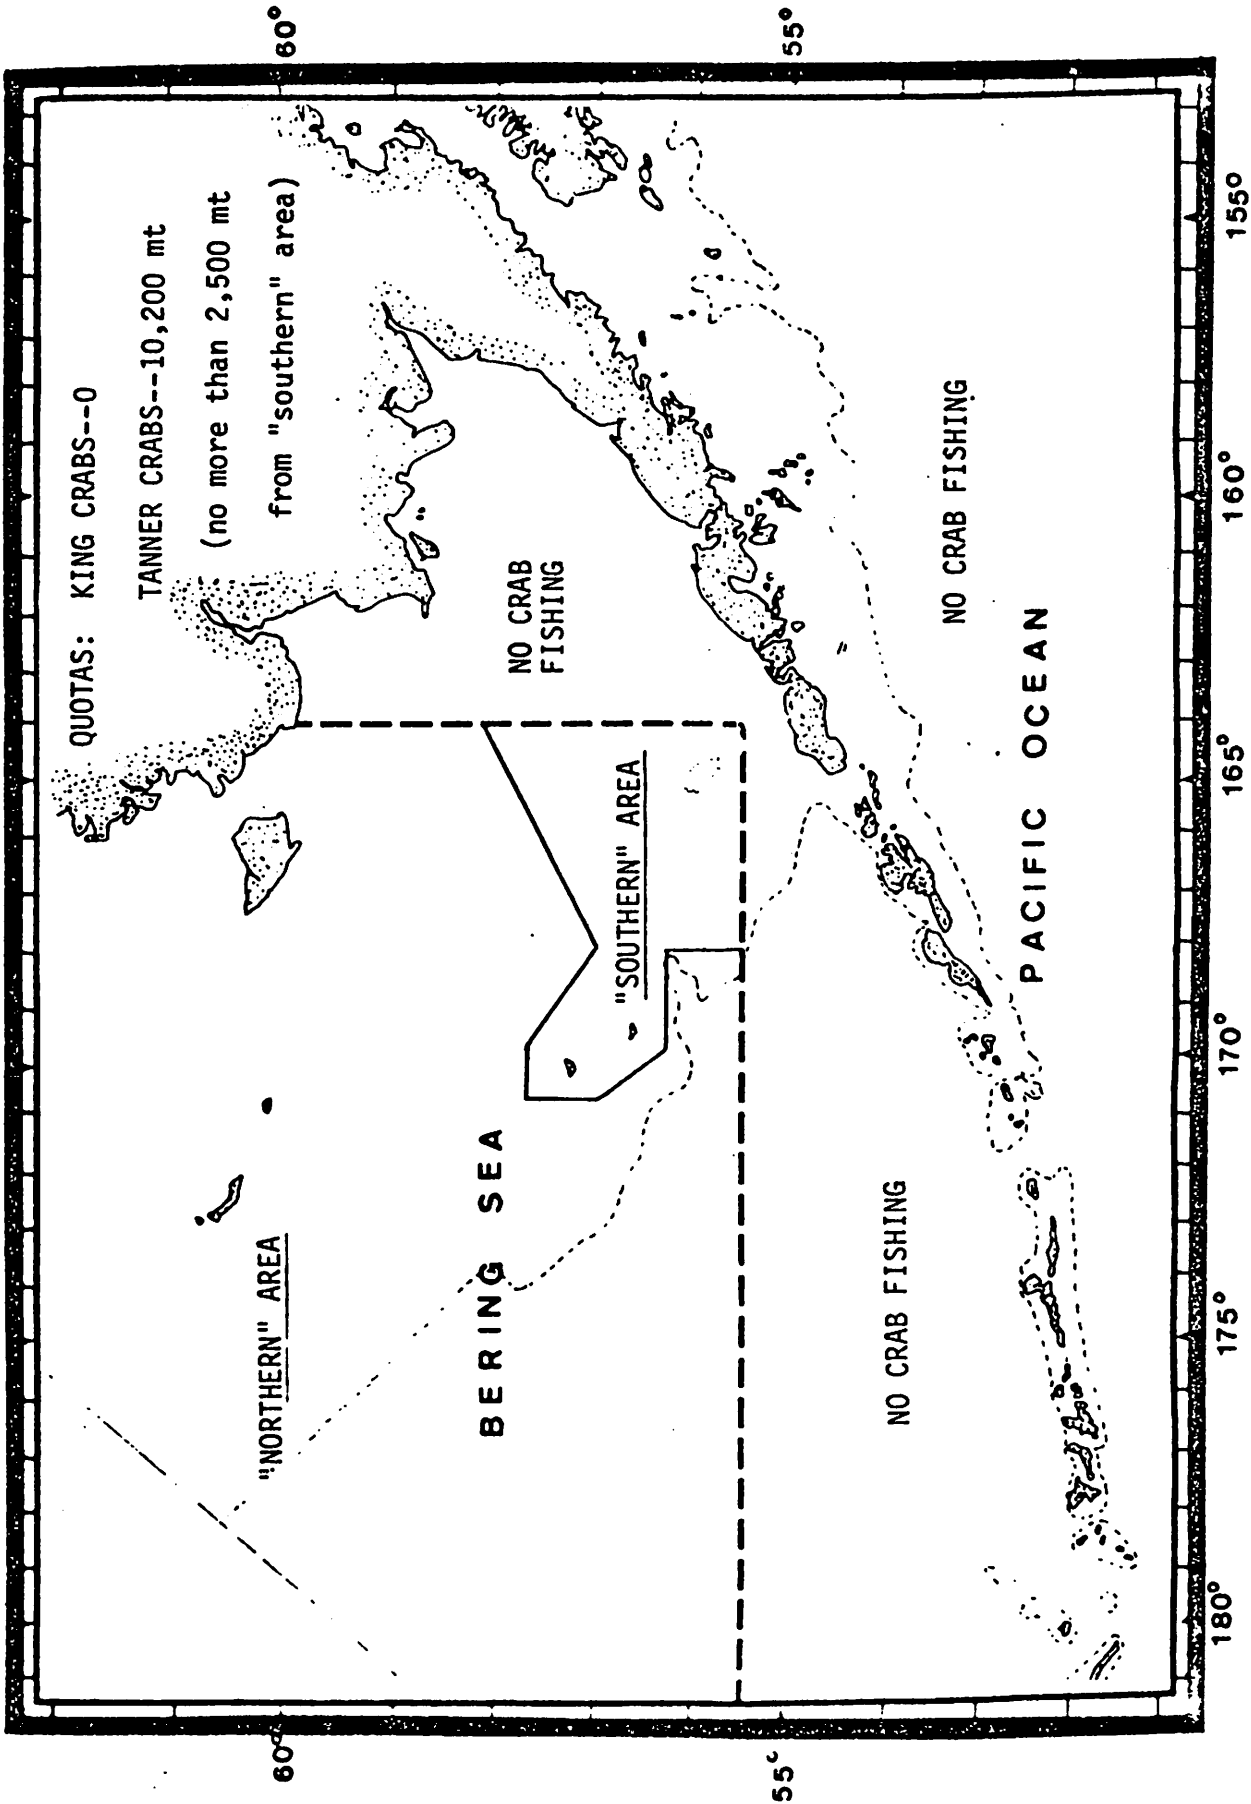 QUOTAS: KING CRABS--0
TANNER CRABS--10,200 mt
(no more than 2,500 mt
from "southern" area)
60°
55°
NO CRAB
FISHING
"NORTHERN" AREA
BERING SEA
"SOUTHERN" AREA
NO CRAB FISHING
NO CRAB FISHING
PACIFIC OCEAN
60°
55°
180°
175°
170°
165°
160°
155°